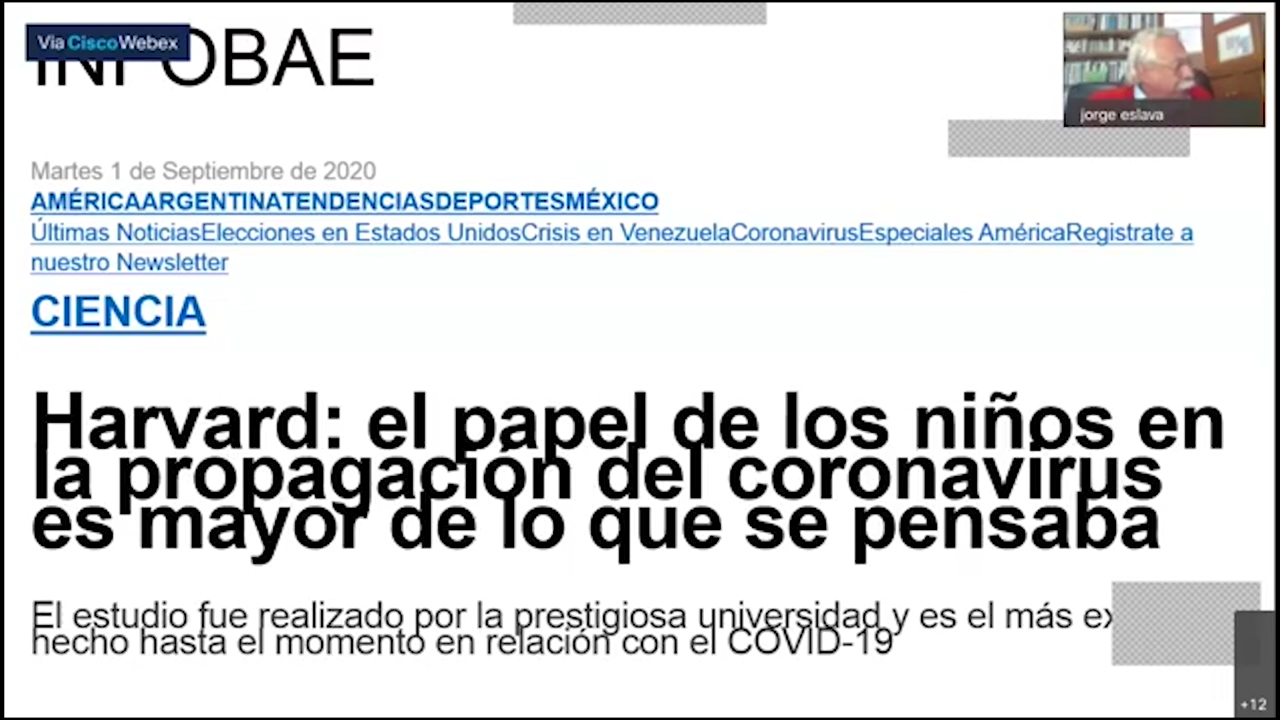 Via CiscoWebex
INFOBAE
jorge eslava
Martes 1 de Septiembre de 2020
AMÉRICAARGENTINATENDENCIASDEPORTESMÉXICO
Últimas NoticiasElecciones en Estados UnidosCrisis en VenezuelaCoronavirusEspeciales AméricaRegistrate a
nuestro Newsletter
CIENCIA
Harvard: el papel de los niños en
la propagación del coronavirus
es mayor de lo que se pensaba
El estudio fue realizado por la prestigiosa universidad y es el más
hecho hasta el momento en relación con el COVID-19
+12